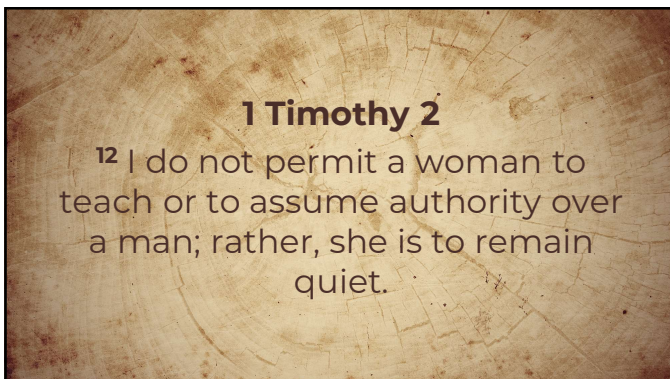 1 Timothy 2
12 I do not permit a woman to
teach or to assume authority over
a man; rather, she is to remain
quiet.